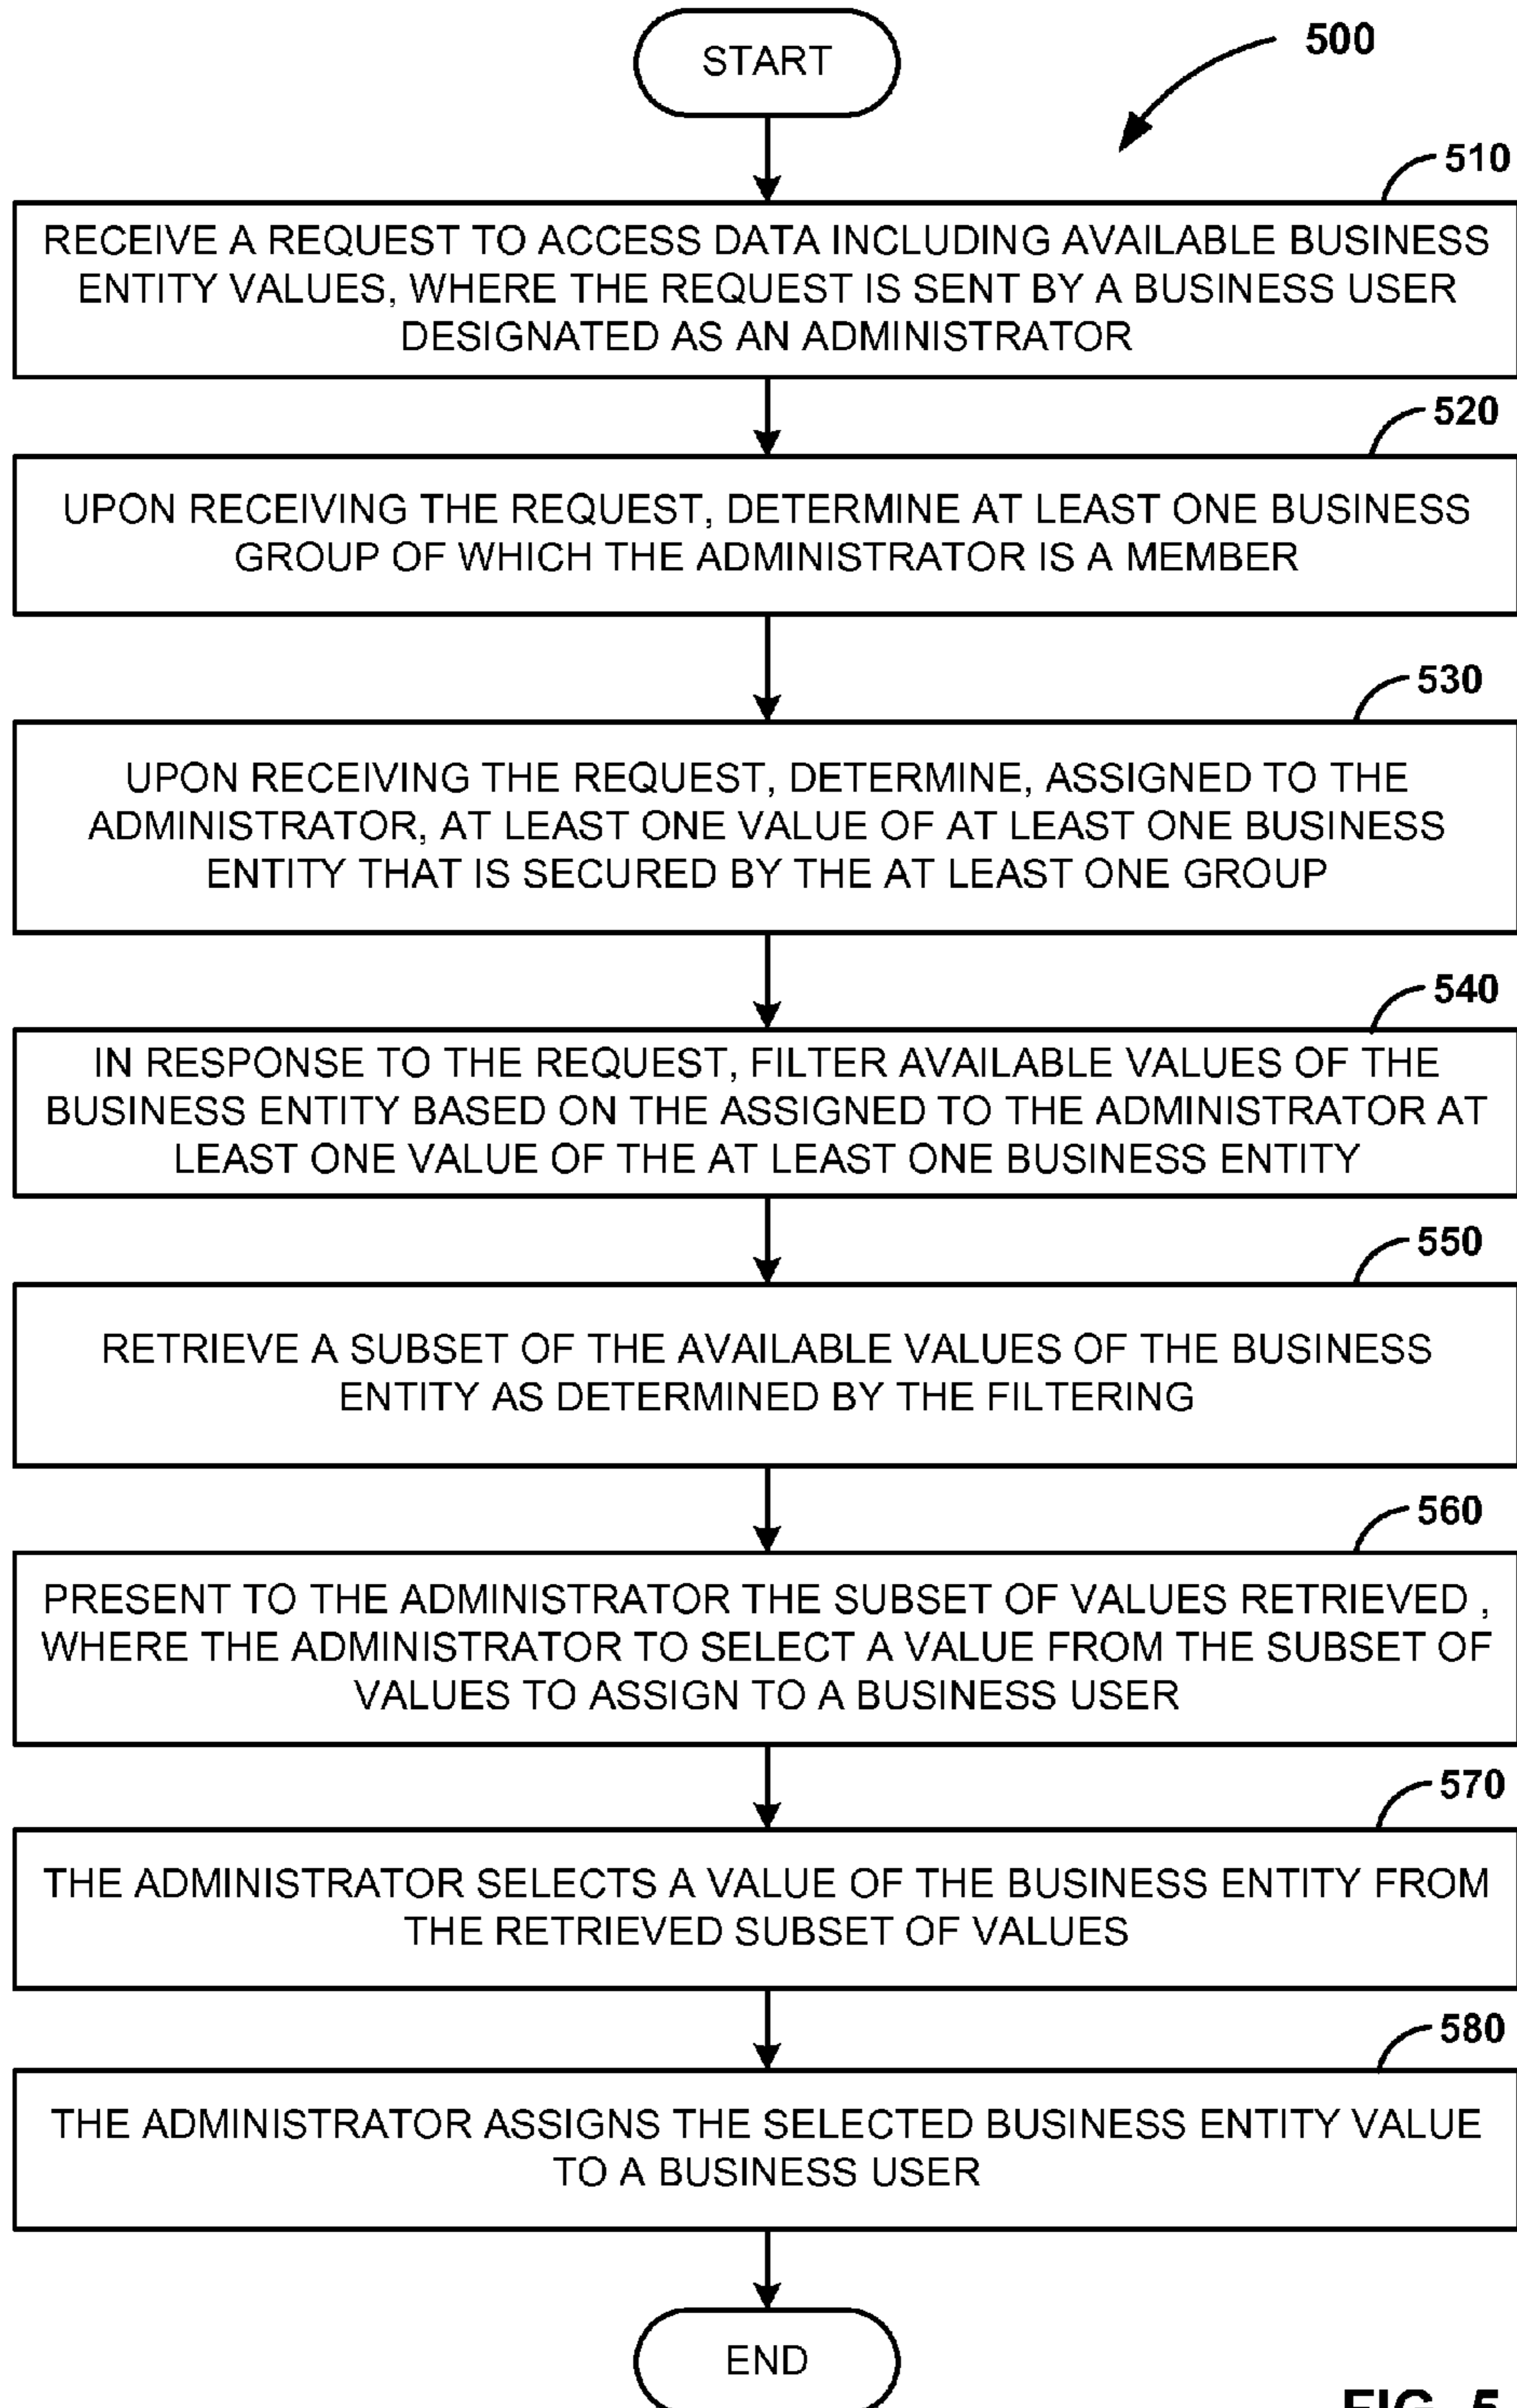 START
500
510
RECEIVE A REQUEST TO ACCESS DATA INCLUDING AVAILABLE BUSINESS
ENTITY VALUES, WHERE THE REQUEST IS SENT BY A BUSINESS USER
DESIGNATED AS AN ADMINISTRATOR
520
UPON RECEIVING THE REQUEST, DETERMINE AT LEAST ONE BUSINESS
GROUP OF WHICH THE ADMINISTRATOR IS A MEMBER
530
UPON RECEIVING THE REQUEST, DETERMINE, ASSIGNED TO THE
ADMINISTRATOR, AT LEAST ONE VALUE OF AT LEAST ONE BUSINESS
ENTITY THAT IS SECURED BY THE AT LEAST ONE GROUP
540
IN RESPONSE TO THE REQUEST, FILTER AVAILABLE VALUES OF THE
BUSINESS ENTITY BASED ON THE ASSIGNED TO THE ADMINISTRATOR AT
LEAST ONE VALUE OF THE AT LEAST ONE BUSINESS ENTITY
550
RETRIEVE A SUBSET OF THE AVAILABLE VALUES OF THE BUSINESS
ENTITY AS DETERMINED BY THE FILTERING
560
PRESENT TO THE ADMINISTRATOR THE SUBSET OF VALUES RETRIEVED ,
WHERE THE ADMINISTRATOR TO SELECT A VALUE FROM THE SUBSET OF
VALUES TO ASSIGN TO A BUSINESS USER
570
THE ADMINISTRATOR SELECTS A VALUE OF THE BUSINESS ENTITY FROM
THE RETRIEVED SUBSET OF VALUES
580
THE ADMINISTRATOR ASSIGNS THE SELECTED BUSINESS ENTITY VALUE
TO A BUSINESS USER
END
FIG. 5